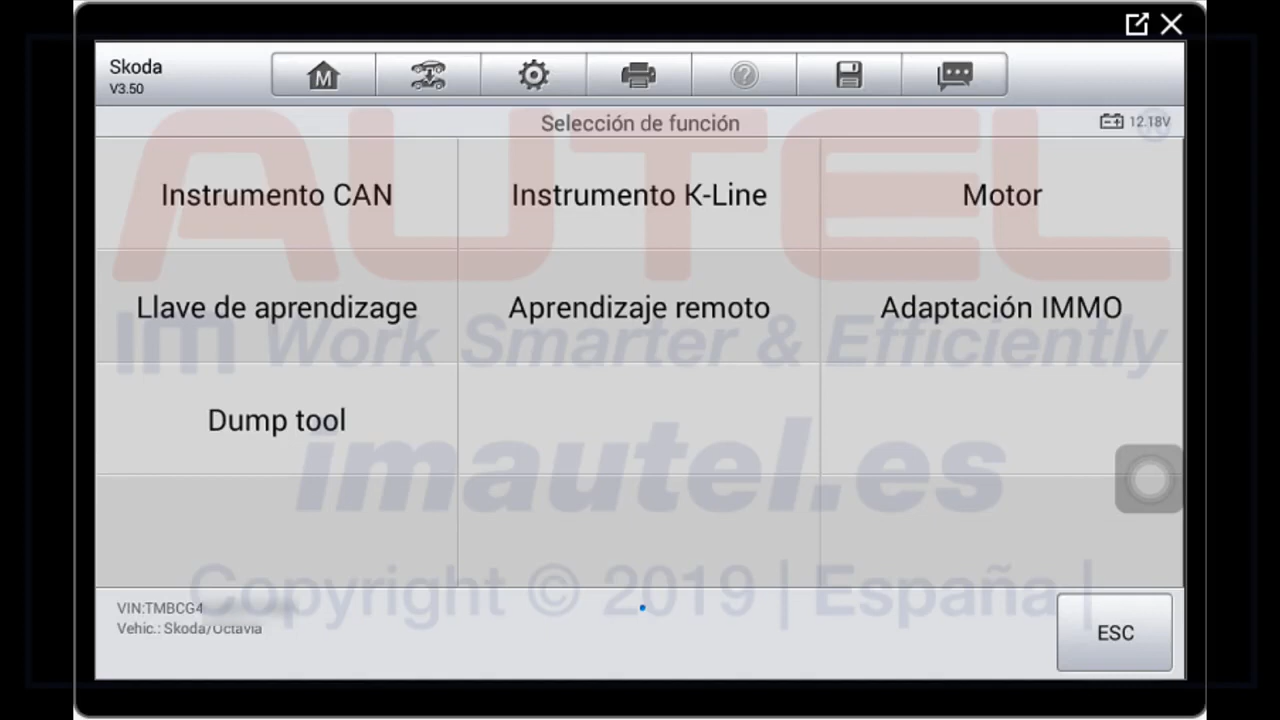 Skoda
V3.50
M
Selección de función
12.18V
AUTEL
Instrumento CAN
Instrumento K-Line
Motor
Llave de aprendizage
Aprendizaje remoto
Adaptación IMMO
im Work Smarter & Efficiently
Dump tool
imautel.es
Copyright © 2019 | España |
VIN:TMBCG4
Vehic.: Skoda/Octavia
ESC